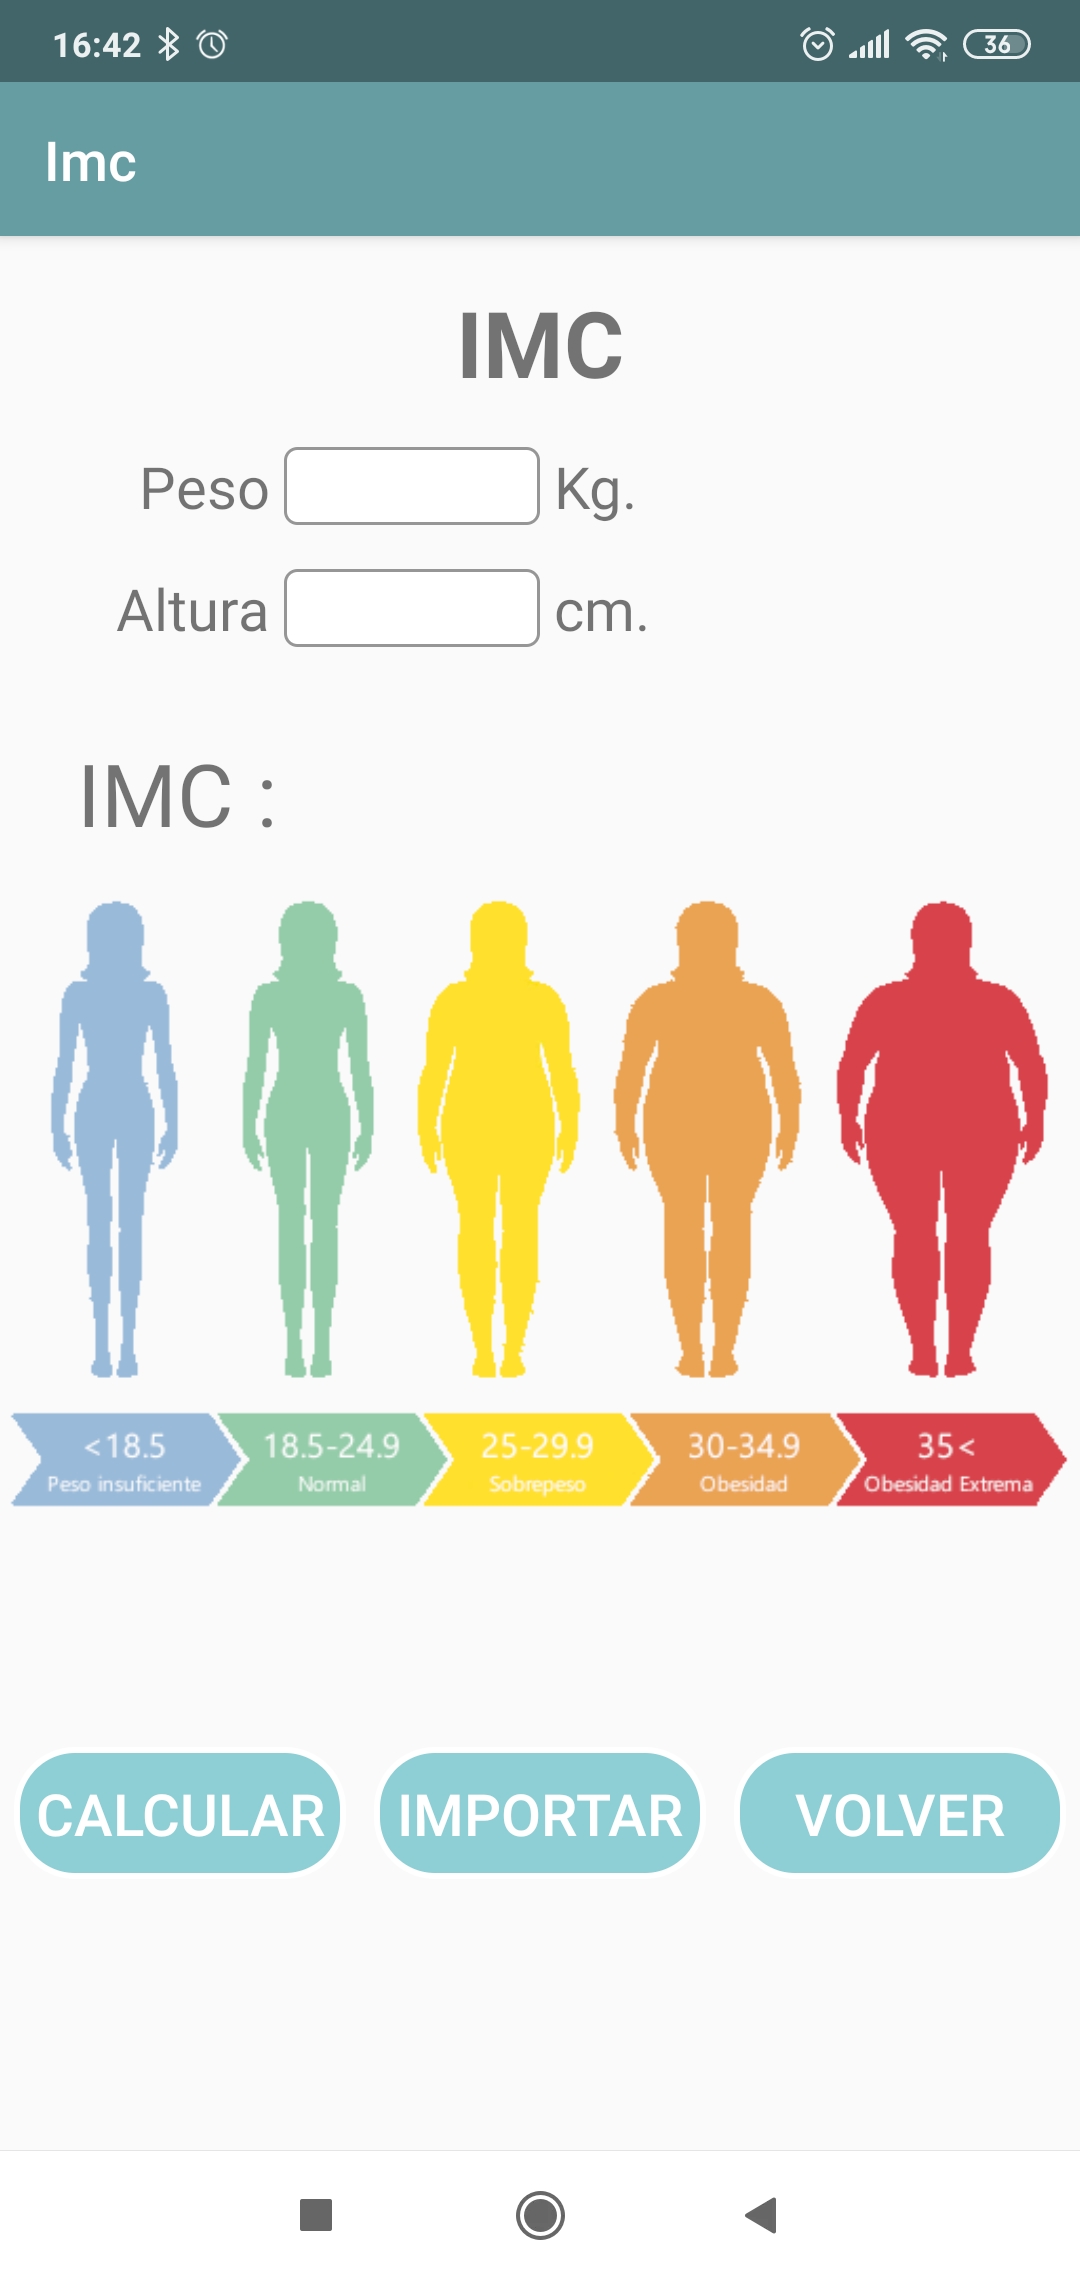 16:42 36
Imc
IMC
Peso Kg.
Altura cm.
IMC :
<18.5 18.5-24.9 25-29.9 30-34.9 35<
Peso insuficiente Normal Sobrepeso Obesidad Obesidad Extrema
CALCULAR IMPORTAR VOLVER